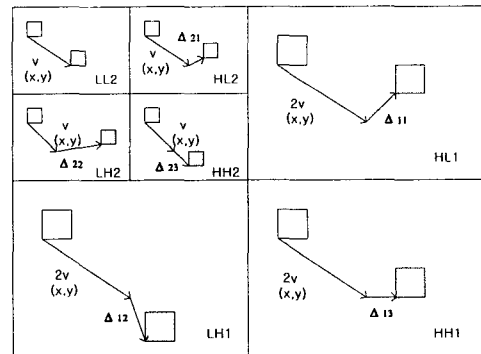 v
(x,y)
LL2
Δ 21
v
(x,y)
HL2
2v
(x,y)
Δ 11
HL1
v
(x,y)
Δ 22
LH2
v
(x,y)
Δ 23
HH2
2v
(x,y)
Δ 12
LH1
2v
(x,y)
Δ 13
HH1